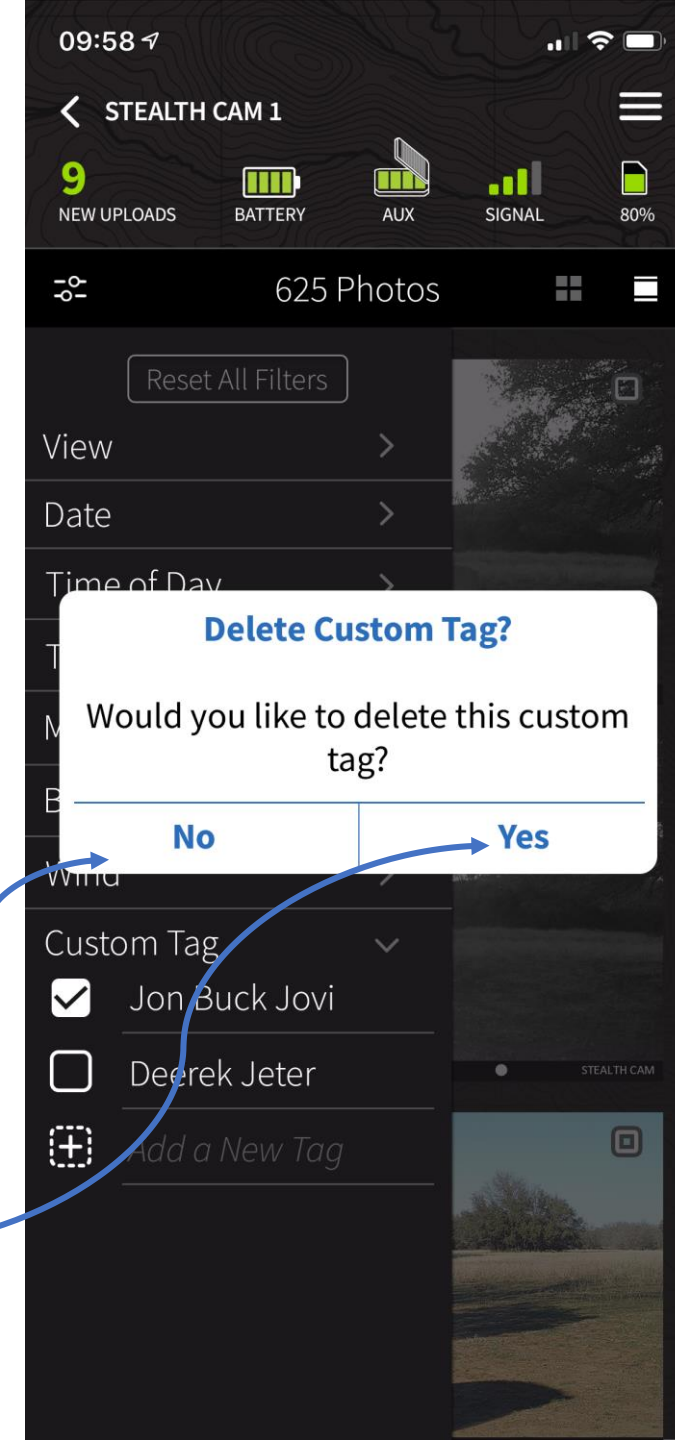 09:58
STEALTH CAM 1
9
NEW UPLOADS
BATTERY
AUX
SIGNAL
80%
625 Photos
Reset All Filters
View
Date
Time of Day
T
Delete Custom Tag?
M
Would you like to delete this custom
tag?
B
No
Yes
Wind
Custom Tag
Jon Buck Jovi
Deerek Jeter
STEALTH CAM
Add a New Tag